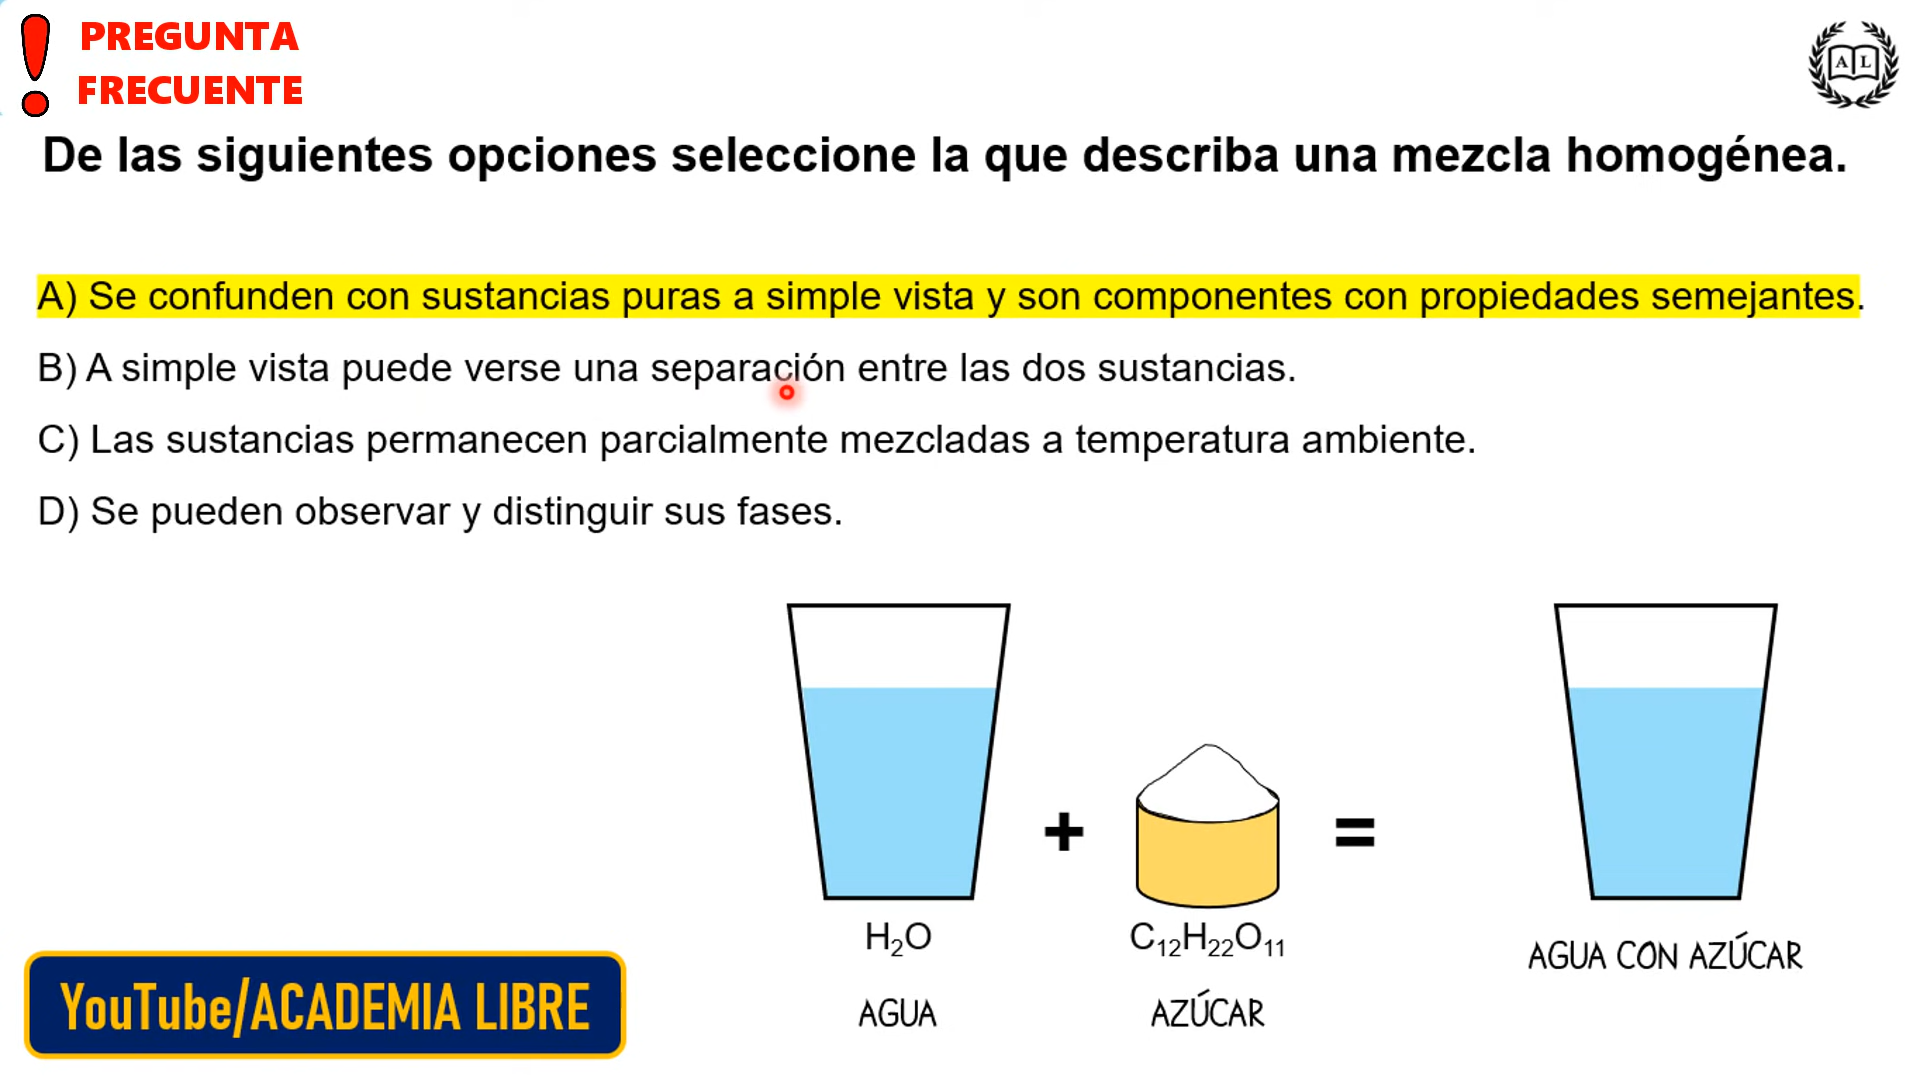 PREGUNTA
FRECUENTE
A L
De las siguientes opciones seleccione la que describa una mezcla homogénea.
A) Se confunden con sustancias puras a simple vista y son componentes con propiedades semejantes.
B) A simple vista puede verse una separación entre las dos sustancias.
C) Las sustancias permanecen parcialmente mezcladas a temperatura ambiente.
D) Se pueden observar y distinguir sus fases.
+
=
H₂O
C₁₂H₂₂O₁₁
AGUA CON AZÚCAR
AGUA
AZÚCAR
YouTube/ACADEMIA LIBRE